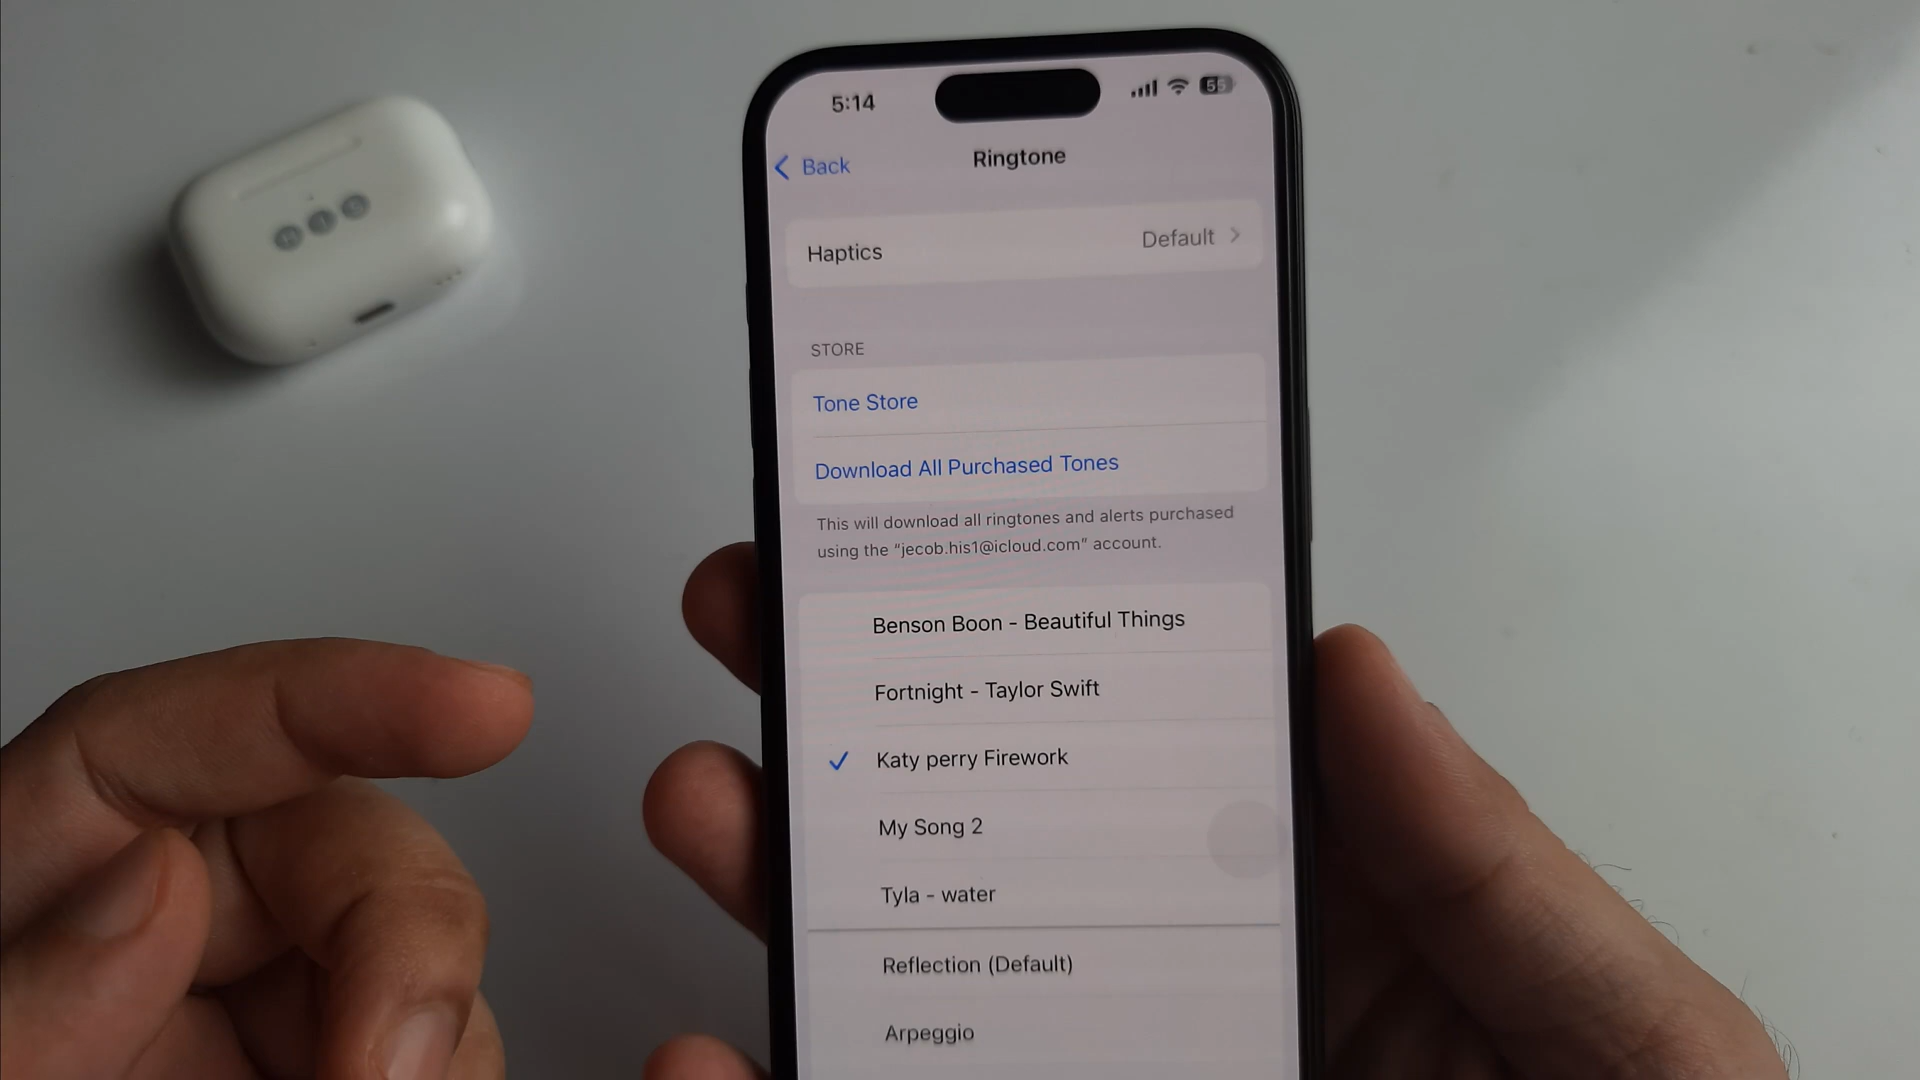 5:14
55
Back
Ringtone
Haptics
Default
STORE
Tone Store
Download All Purchased Tones
This will download all ringtones and alerts purchased
using the “jecob.his1@icloud.com” account.
Benson Boon - Beautiful Things
Fortnight - Taylor Swift
Katy perry Firework
My Song 2
Tyla - water
Reflection (Default)
Arpeggio